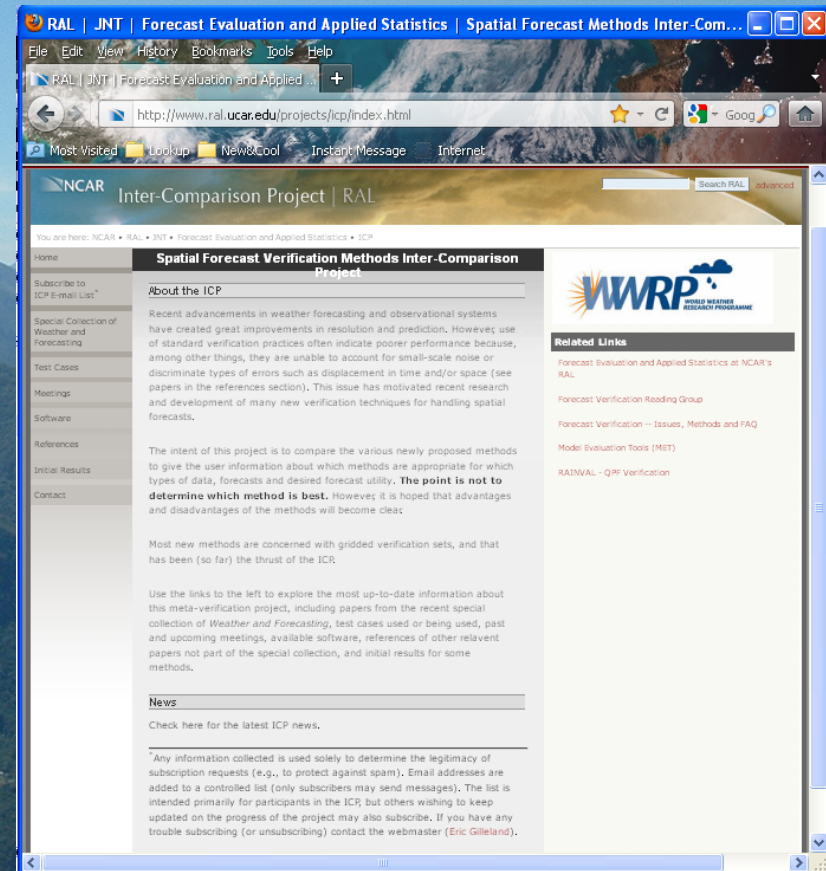 RAL | JNT | Forecast Evaluation and Applied Statistics | Spatial Forecast Methods Inter-Com...
File Edit View History Bookmarks Tools Help
RAL | JNT | Forecast Evaluation and Applied ... +
http://www.ral.ucar.edu/projects/icp/index.html
Goog
Most Visited Lookup New&Cool Instant Message Internet
NCAR Inter-Comparison Project | RAL
Search RAL advanced
You are here: NCAR • RAL • JNT • Forecast Evaluation and Applied Statistics • ICP
Home
Subscribe to
ICP E-mail List*
Special Collection of
Weather and
Forecasting
Test Cases
Meetings
Software
References
Initial Results
Contact
Spatial Forecast Verification Methods Inter-Comparison
Project
About the ICP
Recent advancements in weather forecasting and observational systems
have created great improvements in resolution and prediction. However, use
of standard verification practices often indicate poorer performance because,
among other things, they are unable to account for small-scale noise or
discriminate types of errors such as displacement in time and/or space (see
papers in the references section). This issue has motivated recent research
and development of many new verification techniques for handling spatial
forecasts.
The intent of this project is to compare the various newly proposed methods
to give the user information about which methods are appropriate for which
types of data, forecasts and desired forecast utility. The point is not to
determine which method is best. However, it is hoped that advantages
and disadvantages of the methods will become clear.
Most new methods are concerned with gridded verification sets, and that
has been (so far) the thrust of the ICP.
Use the links to the left to explore the most up-to-date information about
this meta-verification project, including papers from the recent special
collection of Weather and Forecasting, test cases used or being used, past
and upcoming meetings, available software, references of other relavent
papers not part of the special collection, and initial results for some
methods.
News
Check here for the latest ICP news.
*Any information collected is used solely to determine the legitimacy of
subscription requests (e.g., to protect against spam). Email addresses are
added to a controlled list (only subscribers may send messages). The list is
intended primarily for participants in the ICP, but others wishing to keep
updated on the progress of the project may also subscribe. If you have any
trouble subscribing (or unsubscribing) contact the webmaster (Eric Gilleland).
WWRP WORLD WEATHER
RESEARCH PROGRAMME
Related Links
Forecast Evaluation and Applied Statistics at NCAR's
RAL
Forecast Verification Reading Group
Forecast Verification -- Issues, Methods and FAQ
Model Evaluation Tools (MET)
RAINVAL - QPF Verification